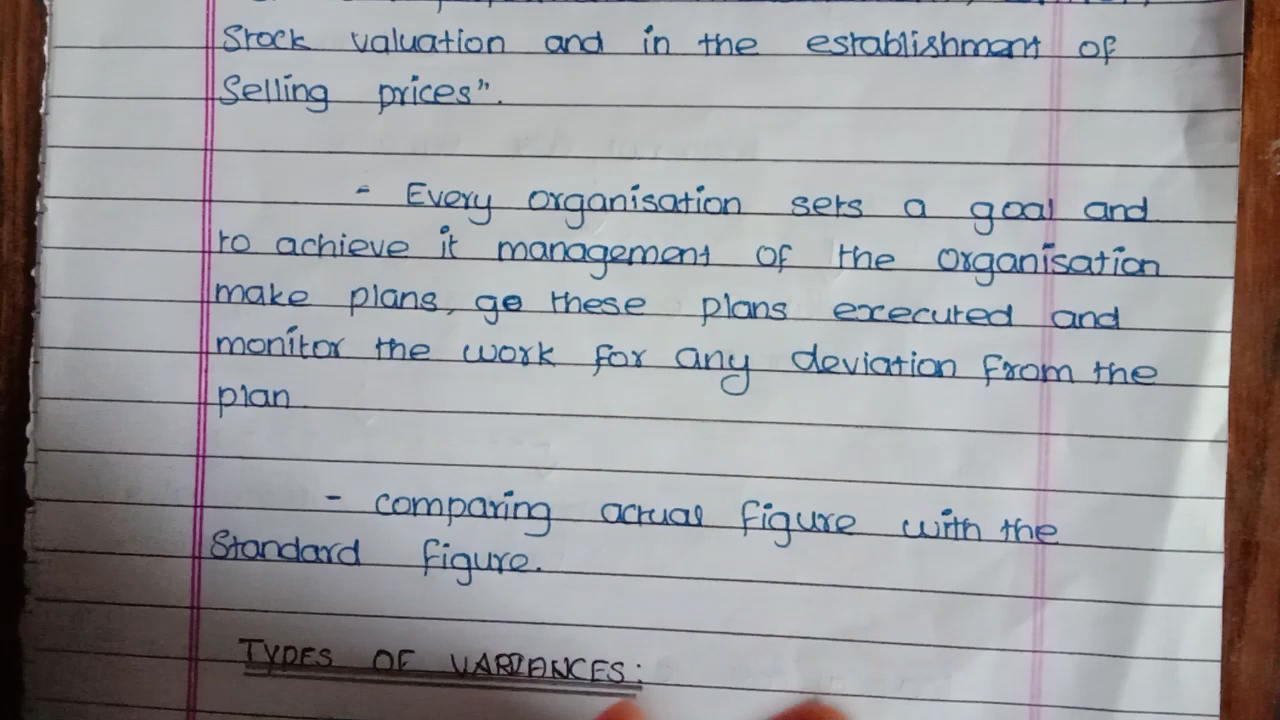 Stock valuation and in the establishment of
Selling prices".
- Every organisation sets a goal and
to achieve it management of the organisation
make plans, ge these plans executed and
monitor the work for any deviation from the
plan
- comparing actual figure with the
Standard figure.
TYPES OF VARIANCES: